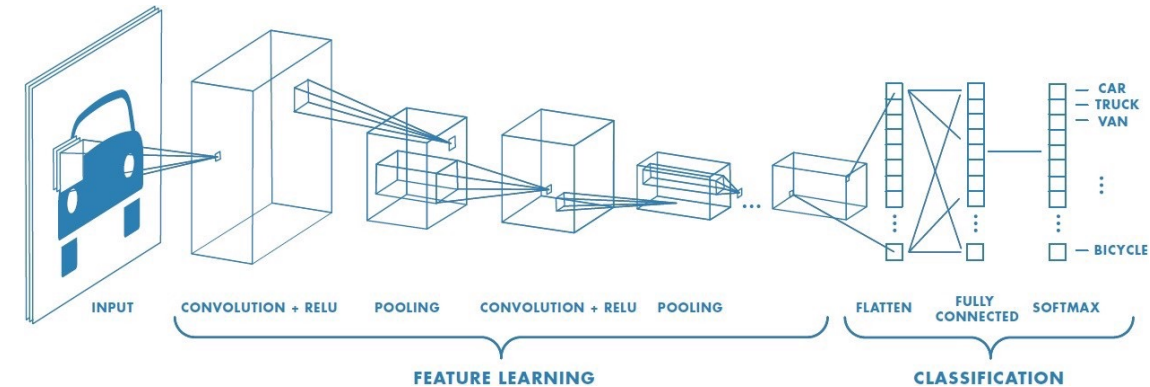 CAR
TRUCK
VAN
BICYCLE
INPUT
CONVOLUTION + RELU
POOLING
CONVOLUTION + RELU
POOLING
FLATTEN
FULLY
CONNECTED
SOFTMAX
FEATURE LEARNING
CLASSIFICATION